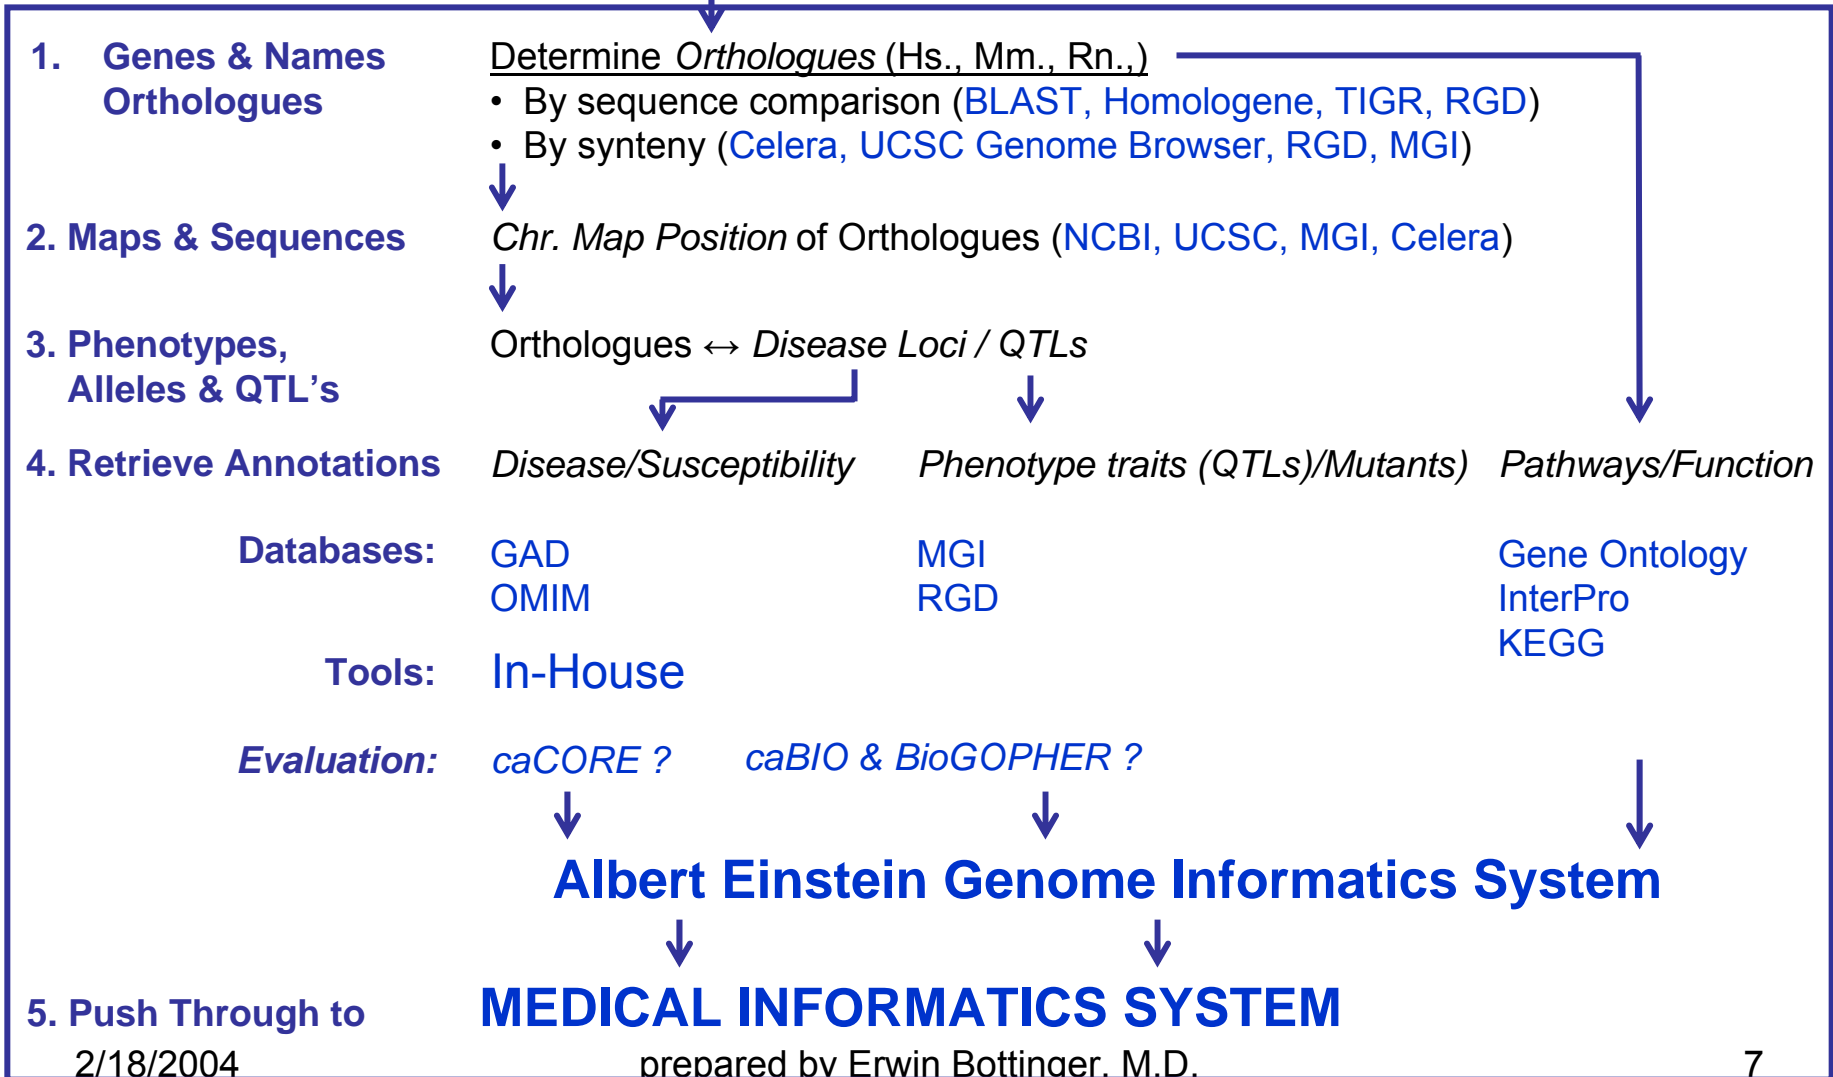 1. Genes & Names Determine Orthologues (Hs., Mm., Rn.,)
Orthologues • By sequence comparison (BLAST, Homologene, TIGR, RGD)
• By synteny (Celera, UCSC Genome Browser, RGD, MGI)
2. Maps & Sequences Chr. Map Position of Orthologues (NCBI, UCSC, MGI, Celera)
3. Phenotypes, Orthologues ↔ Disease Loci / QTLs
Alleles & QTL’s
4. Retrieve Annotations Disease/Susceptibility Phenotype traits (QTLs)/Mutants) Pathways/Function
Databases: GAD MGI Gene Ontology
OMIM RGD InterPro
KEGG
Tools: In-House
Evaluation: caCORE ? caBIO & BioGOPHER ?
Albert Einstein Genome Informatics System
5. Push Through to MEDICAL INFORMATICS SYSTEM
2/18/2004 prepared by Erwin Bottinger, M.D. 7